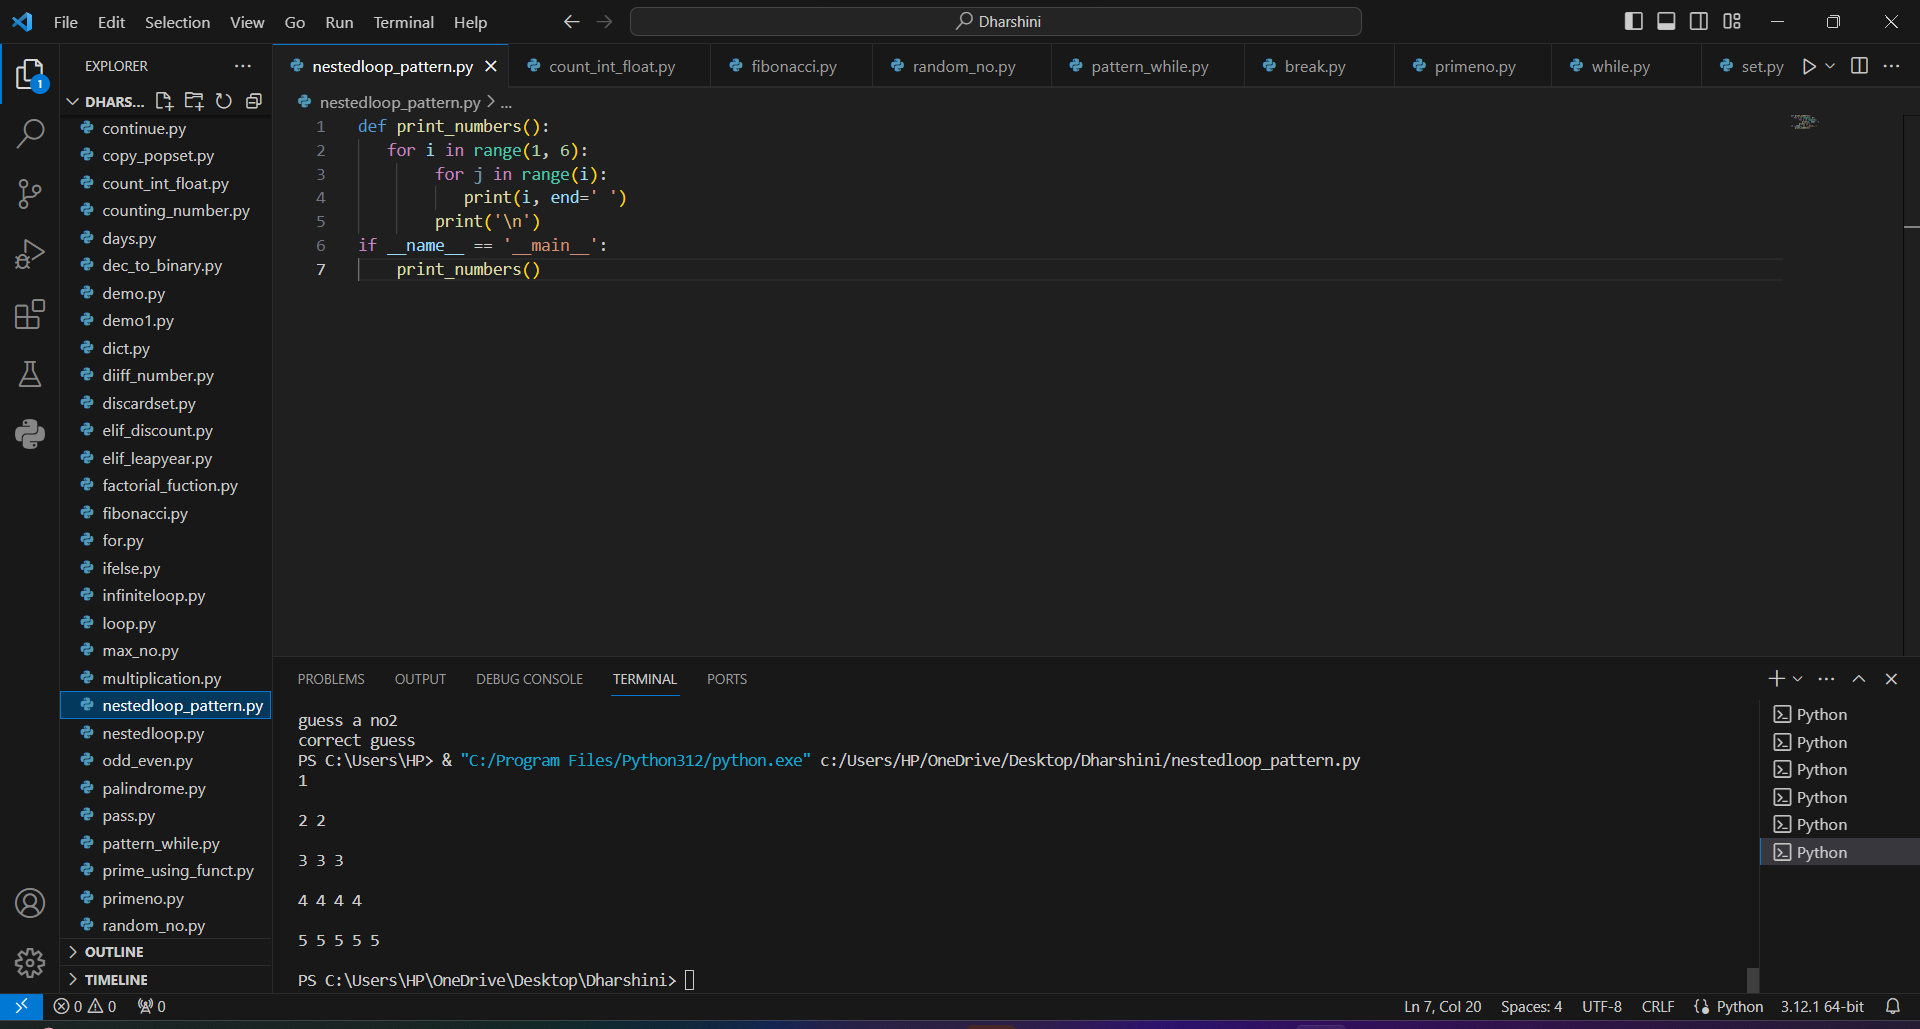 File Edit Selection View Go Run Terminal Help
Dharshini
EXPLORER
DHARS...
continue.py
copy_popset.py
count_int_float.py
counting_number.py
days.py
dec_to_binary.py
demo.py
demo1.py
dict.py
diiff_number.py
discardset.py
elif_discount.py
elif_leapyear.py
factorial_fuction.py
fibonacci.py
for.py
ifelse.py
infiniteloop.py
loop.py
max_no.py
multiplication.py
nestedloop_pattern.py
nestedloop.py
odd_even.py
palindrome.py
pass.py
pattern_while.py
prime_using_funct.py
primeno.py
random_no.py
OUTLINE
TIMELINE
1
nestedloop_pattern.py count_int_float.py fibonacci.py random_no.py pattern_while.py break.py primeno.py while.py set.py
nestedloop_pattern.py > ...
1 def print_numbers():
2 for i in range(1, 6):
3 for j in range(i):
4 print(i, end=' ')
5 print('\n')
6 if __name__ == '__main__':
7 print_numbers()
PROBLEMS OUTPUT DEBUG CONSOLE TERMINAL PORTS
guess a no2
correct guess
PS C:\Users\HP> & "C:/Program Files/Python312/python.exe" c:/Users/HP/OneDrive/Desktop/Dharshini/nestedloop_pattern.py
1
2 2
3 3 3
4 4 4 4
5 5 5 5 5
PS C:\Users\HP\OneDrive\Desktop\Dharshini>
Python
Python
Python
Python
Python
Python
0 0 0
Ln 7, Col 20 Spaces: 4 UTF-8 CRLF Python 3.12.1 64-bit